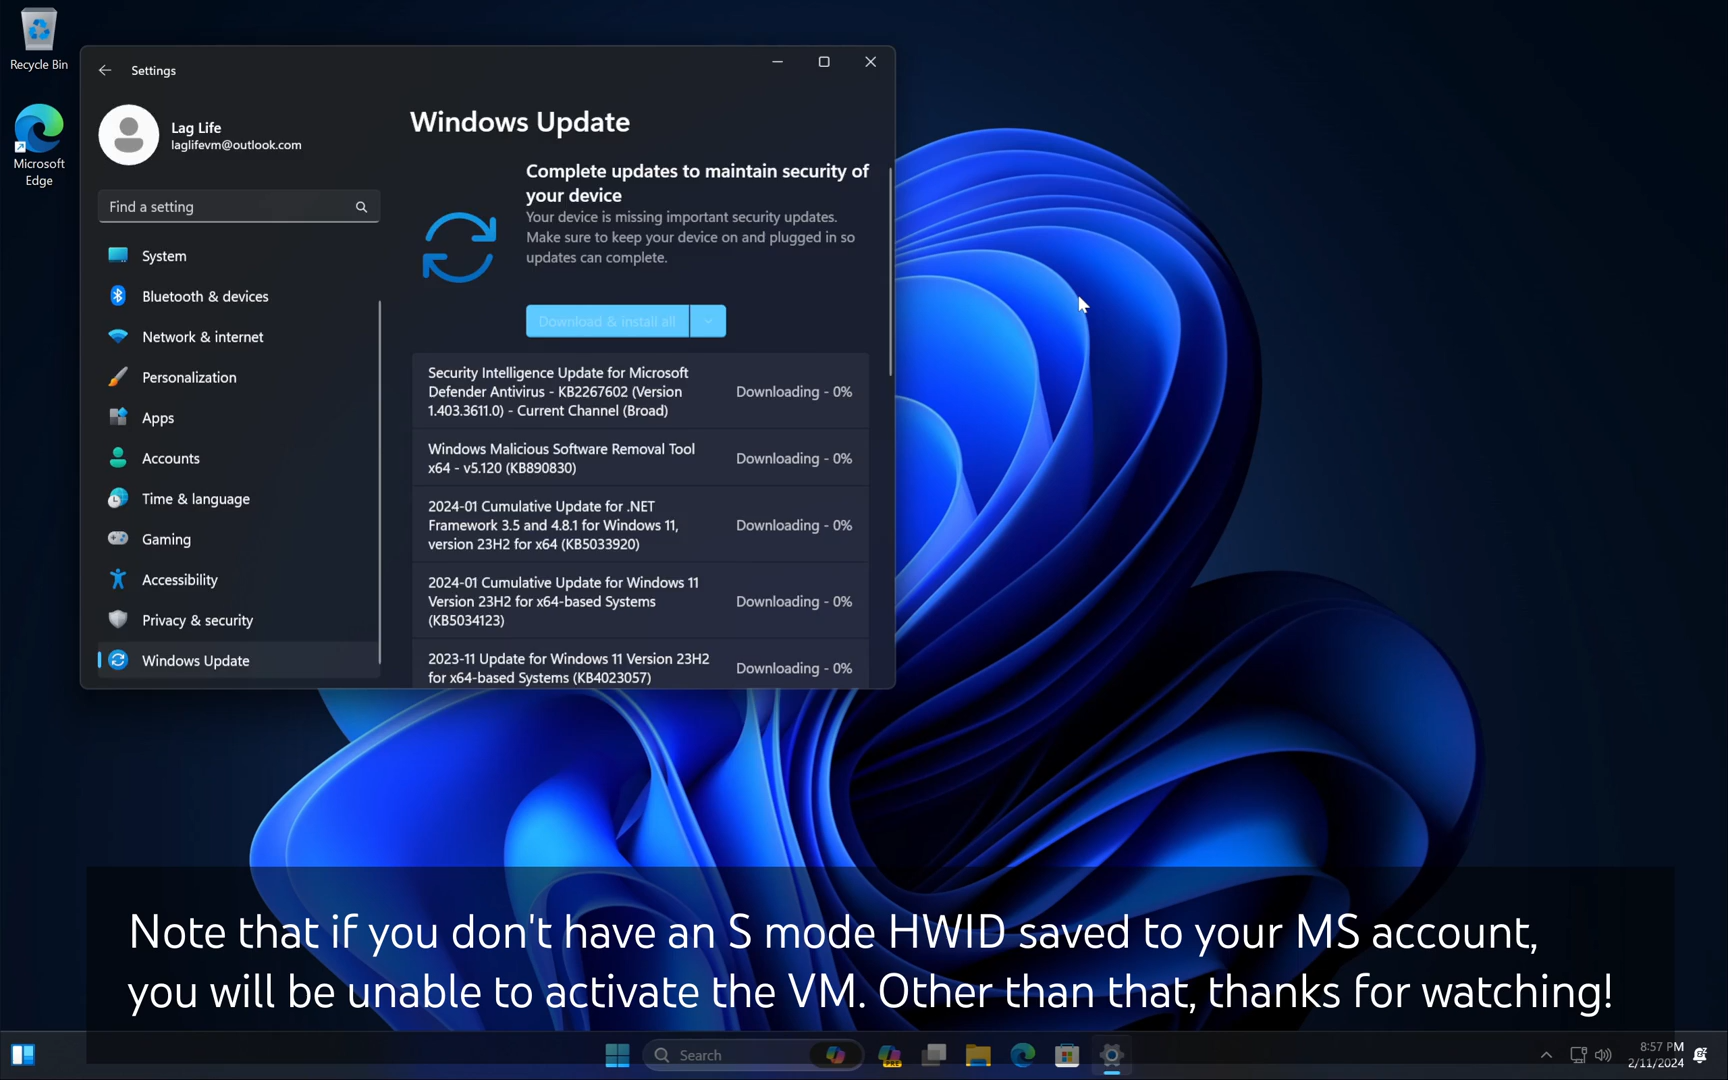 Recycle Bin
Microsoft
Edge
Settings
Lag Life
laglifevm@outlook.com
Find a setting
System
Bluetooth & devices
Network & internet
Personalization
Apps
Accounts
Time & language
Gaming
Accessibility
Privacy & security
Windows Update
Windows Update
Complete updates to maintain security of
your device
Your device is missing important security updates.
Make sure to keep your device on and plugged in so
updates can complete.
Download & install all
Security Intelligence Update for Microsoft
Defender Antivirus - KB2267602 (Version
1.403.3611.0) - Current Channel (Broad)
Downloading - 0%
Windows Malicious Software Removal Tool
x64 - v5.120 (KB890830)
Downloading - 0%
2024-01 Cumulative Update for .NET
Framework 3.5 and 4.8.1 for Windows 11,
version 23H2 for x64 (KB5033920)
Downloading - 0%
2024-01 Cumulative Update for Windows 11
Version 23H2 for x64-based Systems
(KB5034123)
Downloading - 0%
2023-11 Update for Windows 11 Version 23H2
for x64-based Systems (KB4023057)
Downloading - 0%
Note that if you don't have an S mode HWID saved to your MS account,
you will be unable to activate the VM. Other than that, thanks for watching!
Search
PRE
8:57 PM
2/11/2024